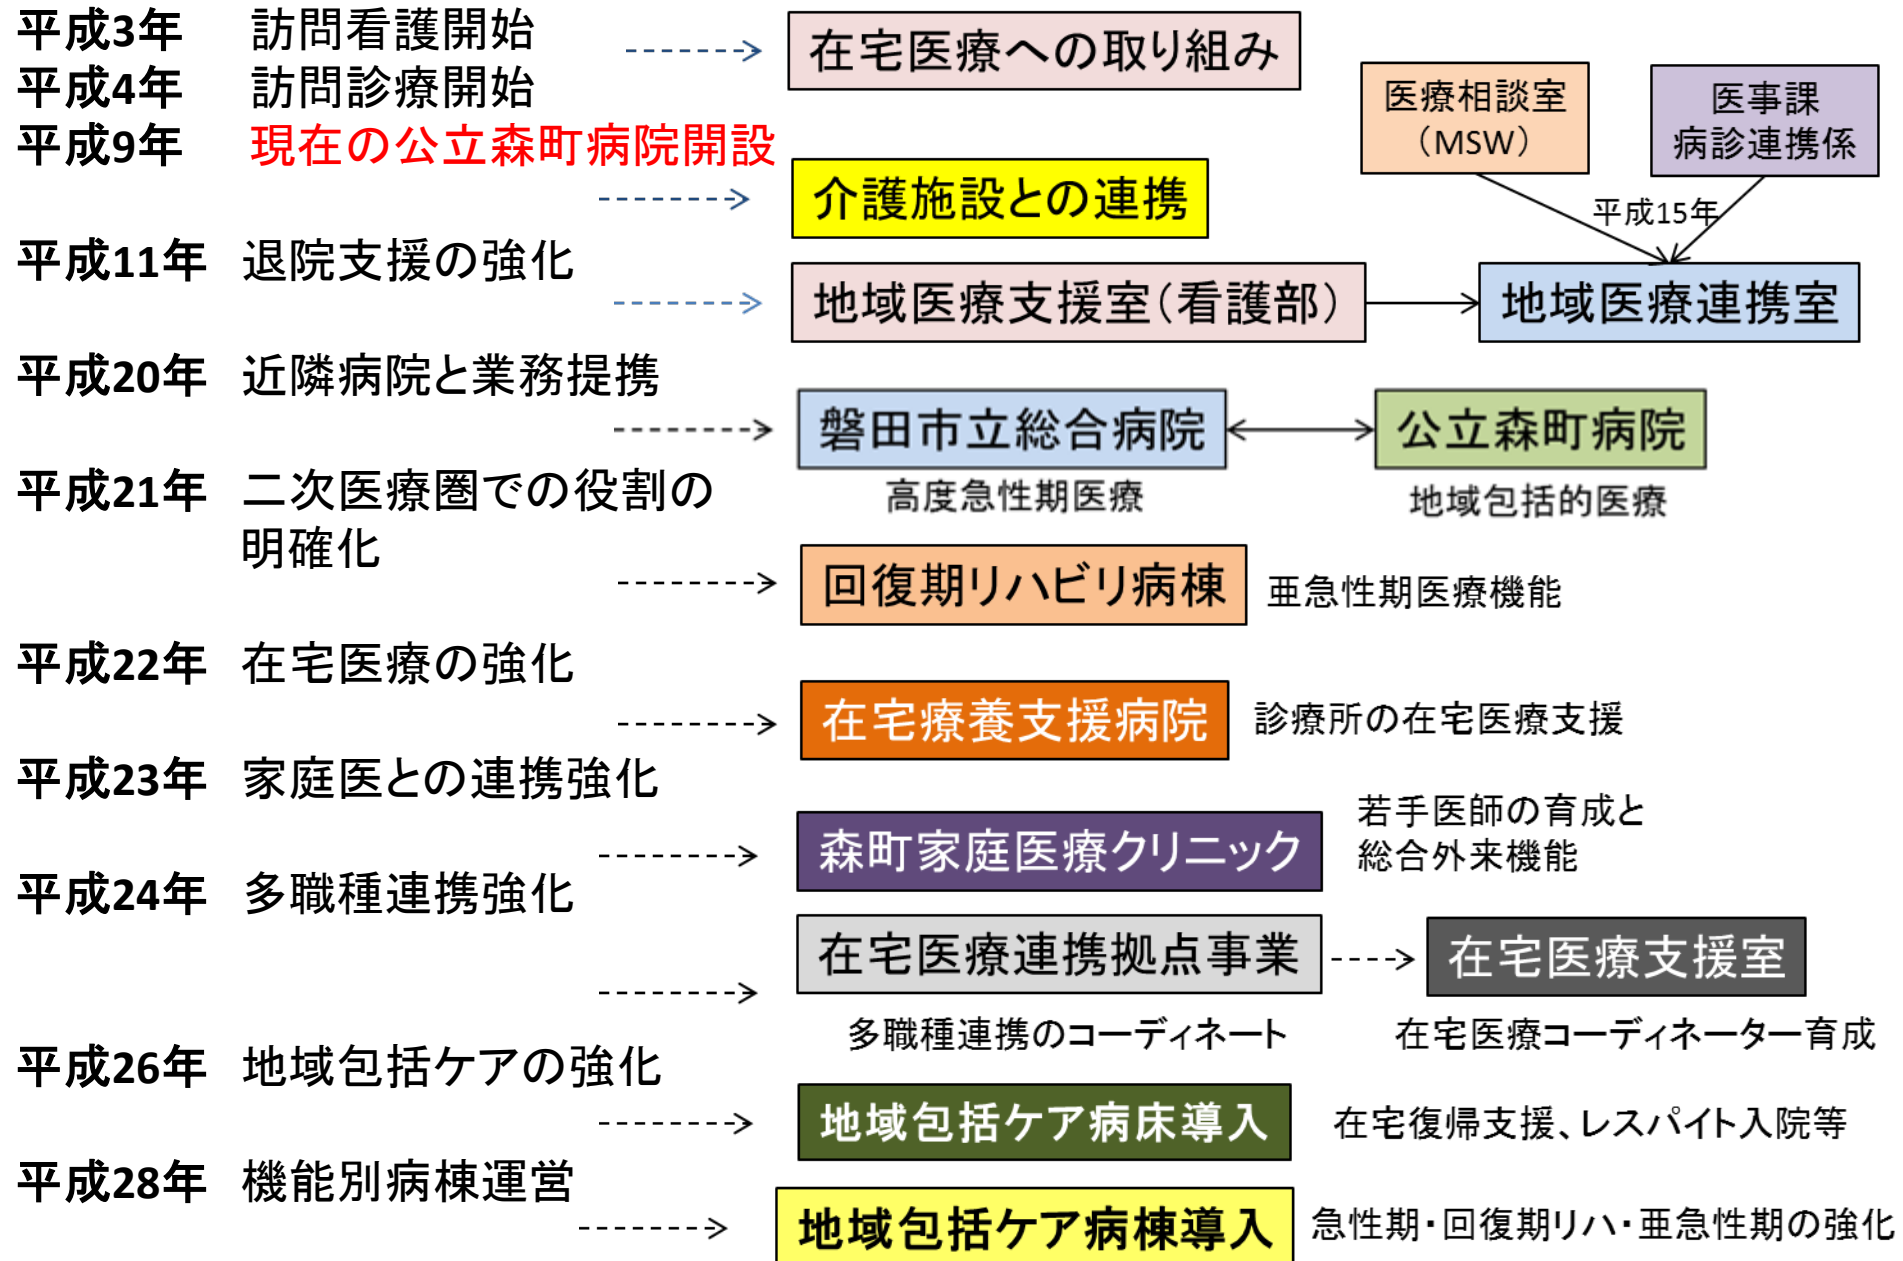 平成3年 訪問看護開始
在宅医療への取り組み
平成4年 訪問診療開始
医療相談室
（MSW）
医事課
病診連携係
平成9年 現在の公立森町病院開設
介護施設との連携
平成15年
平成11年 退院支援の強化
地域医療支援室（看護部）
地域医療連携室
平成20年 近隣病院と業務提携
磐田市立総合病院
公立森町病院
高度急性期医療
地域包括的医療
平成21年 二次医療圏での役割の
明確化
回復期リハビリ病棟
亜急性期医療機能
平成22年 在宅医療の強化
在宅療養支援病院
診療所の在宅医療支援
平成23年 家庭医との連携強化
森町家庭医療クリニック
若手医師の育成と
総合外来機能
平成24年 多職種連携強化
在宅医療連携拠点事業
在宅医療支援室
多職種連携のコーディネート
在宅医療コーディネーター育成
平成26年 地域包括ケアの強化
地域包括ケア病床導入
在宅復帰支援、レスパイト入院等
平成28年 機能別病棟運営
地域包括ケア病棟導入
急性期・回復期リハ・亜急性期の強化